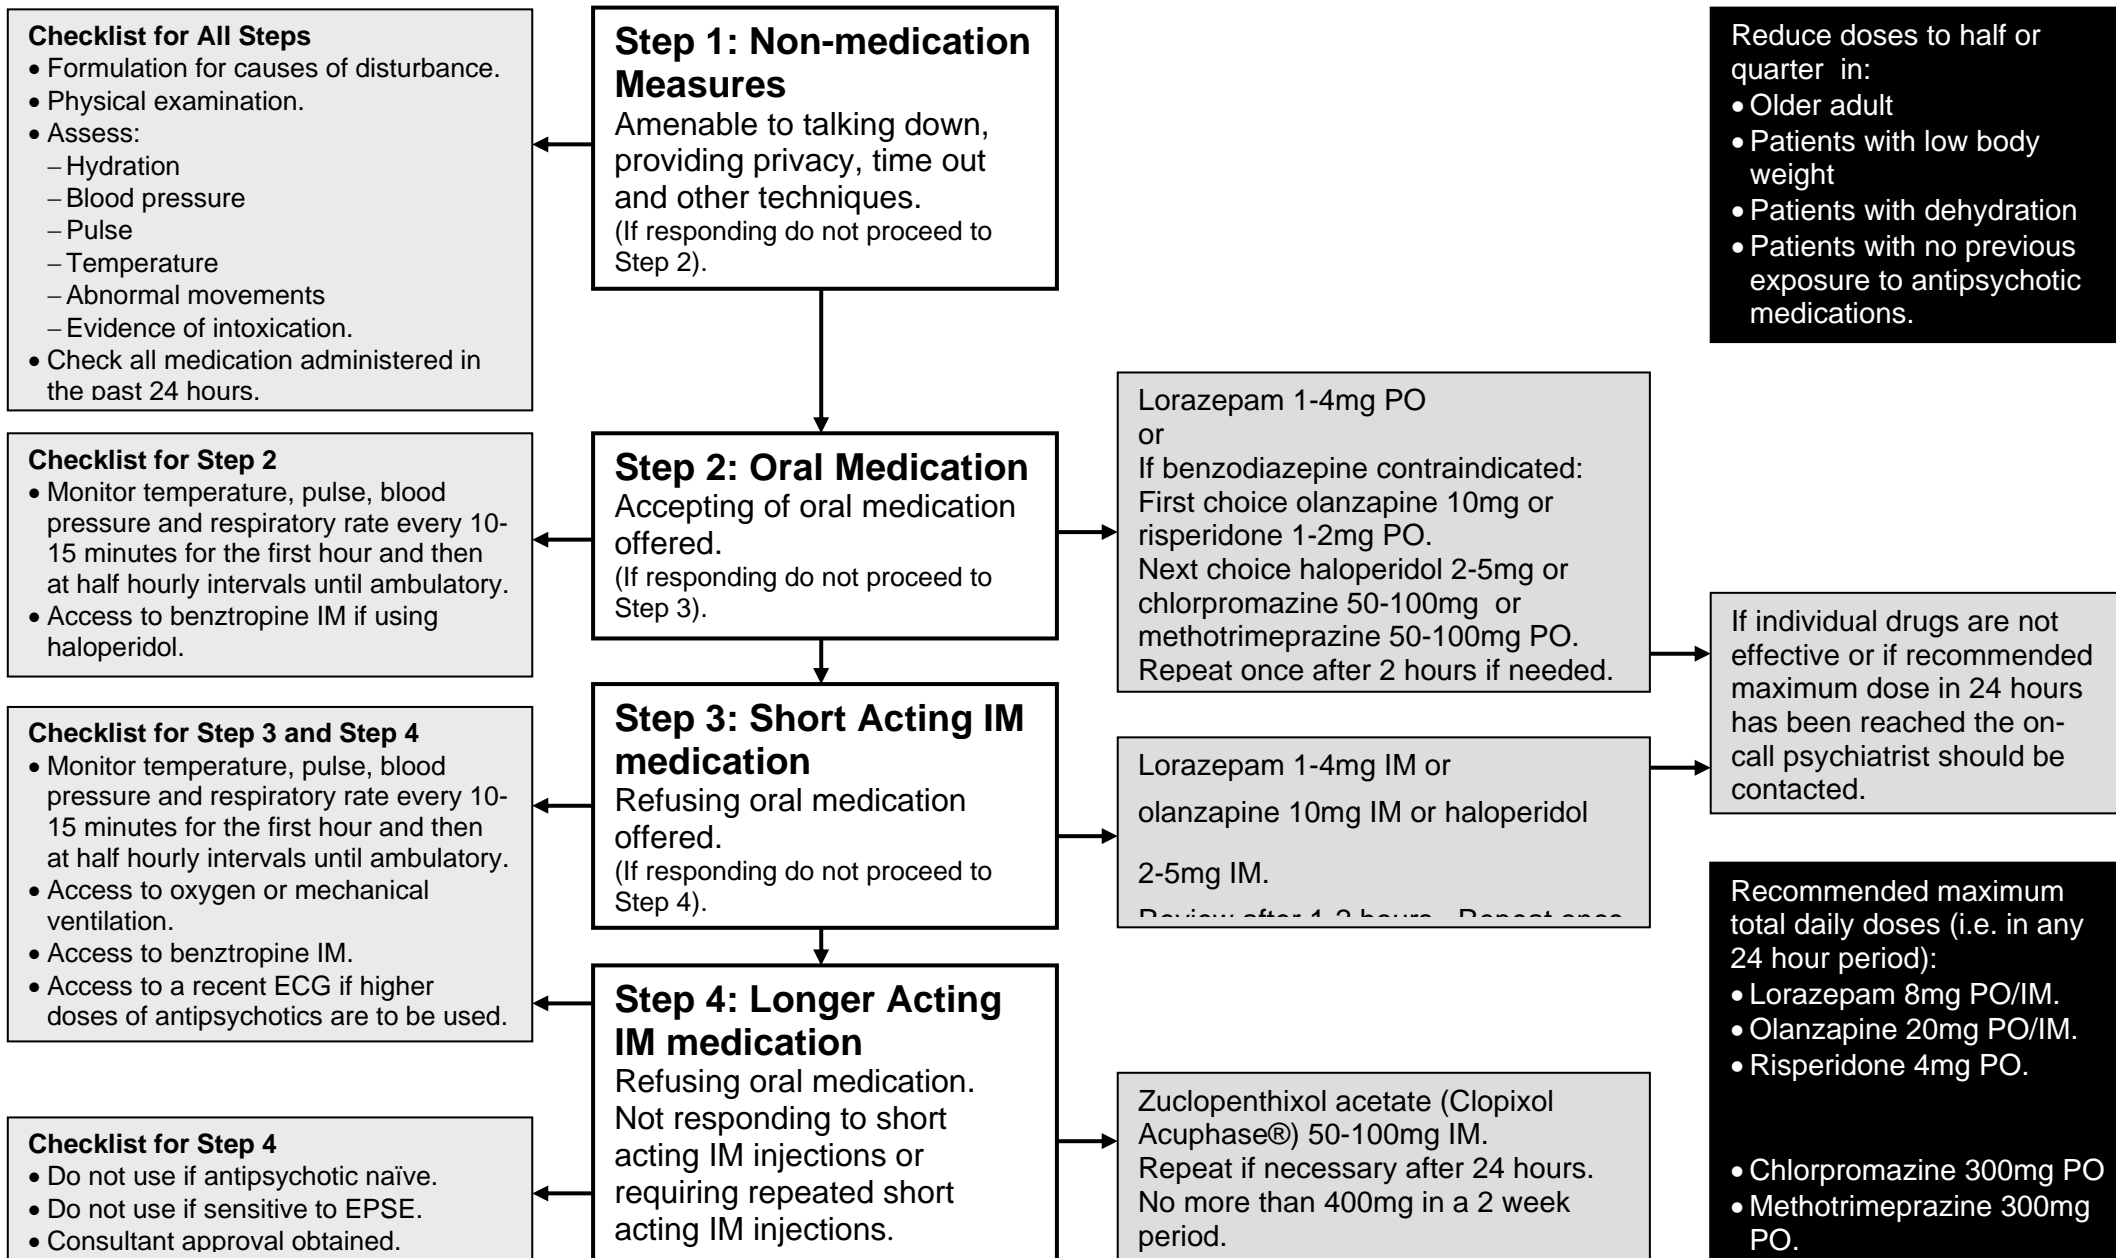 Checklist for All Steps
• Formulation for causes of disturbance.
• Physical examination.
• Assess:
– Hydration
– Blood pressure
– Pulse
– Temperature
– Abnormal movements
– Evidence of intoxication.
• Check all medication administered in
the past 24 hours.
Step 1: Non-medication
Measures
Amenable to talking down,
providing privacy, time out
and other techniques.
(If responding do not proceed to
Step 2).
Reduce doses to half or
quarter in:
• Older adult
• Patients with low body
weight
• Patients with dehydration
• Patients with no previous
exposure to antipsychotic
medications.
Checklist for Step 2
• Monitor temperature, pulse, blood
pressure and respiratory rate every 10-
15 minutes for the first hour and then
at half hourly intervals until ambulatory.
• Access to benztropine IM if using
haloperidol.
Step 2: Oral Medication
Accepting of oral medication
offered.
(If responding do not proceed to
Step 3).
Lorazepam 1-4mg PO
or
If benzodiazepine contraindicated:
First choice olanzapine 10mg or
risperidone 1-2mg PO.
Next choice haloperidol 2-5mg or
chlorpromazine 50-100mg or
methotrimeprazine 50-100mg PO.
Repeat once after 2 hours if needed.
If individual drugs are not
effective or if recommended
maximum dose in 24 hours
has been reached the on-
call psychiatrist should be
contacted.
Checklist for Step 3 and Step 4
• Monitor temperature, pulse, blood
pressure and respiratory rate every 10-
15 minutes for the first hour and then
at half hourly intervals until ambulatory.
• Access to oxygen or mechanical
ventilation.
• Access to benztropine IM.
• Access to a recent ECG if higher
doses of antipsychotics are to be used.
Step 3: Short Acting IM
medication
Refusing oral medication
offered.
(If responding do not proceed to
Step 4).
Lorazepam 1-4mg IM or
olanzapine 10mg IM or haloperidol
2-5mg IM.
Review after 1-2 hours. Repeat once
Recommended maximum
total daily doses (i.e. in any
24 hour period):
• Lorazepam 8mg PO/IM.
• Olanzapine 20mg PO/IM.
• Risperidone 4mg PO.
• Chlorpromazine 300mg PO
• Methotrimeprazine 300mg
PO.
Checklist for Step 4
• Do not use if antipsychotic naïve.
• Do not use if sensitive to EPSE.
• Consultant approval obtained.
Step 4: Longer Acting
IM medication
Refusing oral medication.
Not responding to short
acting IM injections or
requiring repeated short
acting IM injections.
Zuclopenthixol acetate (Clopixol
Acuphase®) 50-100mg IM.
Repeat if necessary after 24 hours.
No more than 400mg in a 2 week
period.